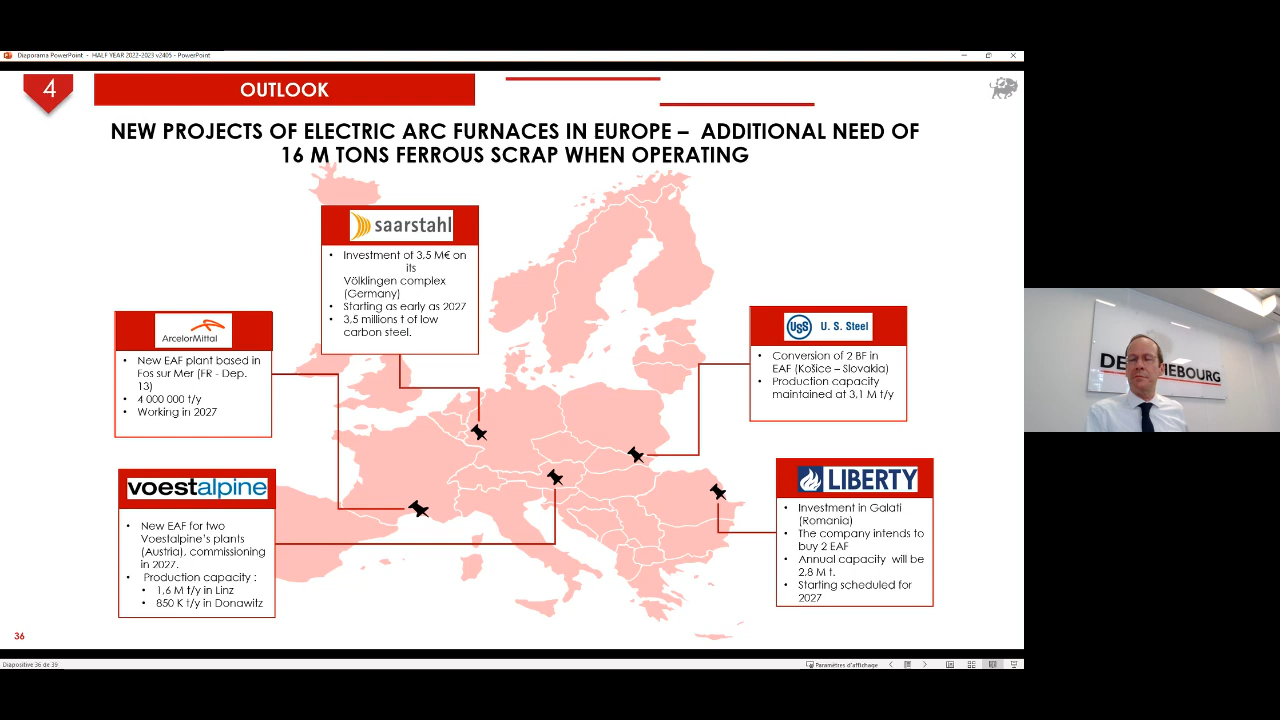 Diaporama PowerPoint - HALF YEAR 2022-2023 v2405 - PowerPoint
4
OUTLOOK
NEW PROJECTS OF ELECTRIC ARC FURNACES IN EUROPE – ADDITIONAL NEED OF
16 M TONS FERROUS SCRAP WHEN OPERATING
saarstahl
• Investment of 3,5 M€ on
its
Völklingen complex
(Germany)
• Starting as early as 2027
• 3,5 millions t of low
carbon steel.
ArcelorMittal
• New EAF plant based in
Fos sur Mer (FR - Dep.
13)
• 4 000 000 t/y
• Working in 2027
USS U. S. Steel
• Conversion of 2 BF in
EAF (Košice – Slovakia)
• Production capacity
maintained at 3,1 M t/y
voestalpine
• New EAF for two
Voestalpine's plants
(Austria), commissioning
in 2027.
• Production capacity :
• 1,6 M t/y in Linz
• 850 K t/y in Donawitz
LIBERTY
• Investment in Galati
(Romania)
• The company intends to
buy 2 EAF
• Annual capacity will be
2.8 M t.
• Starting scheduled for
2027
36
Diapositive 36 de 39
Paramètres d'affichage
DE
EBOURG